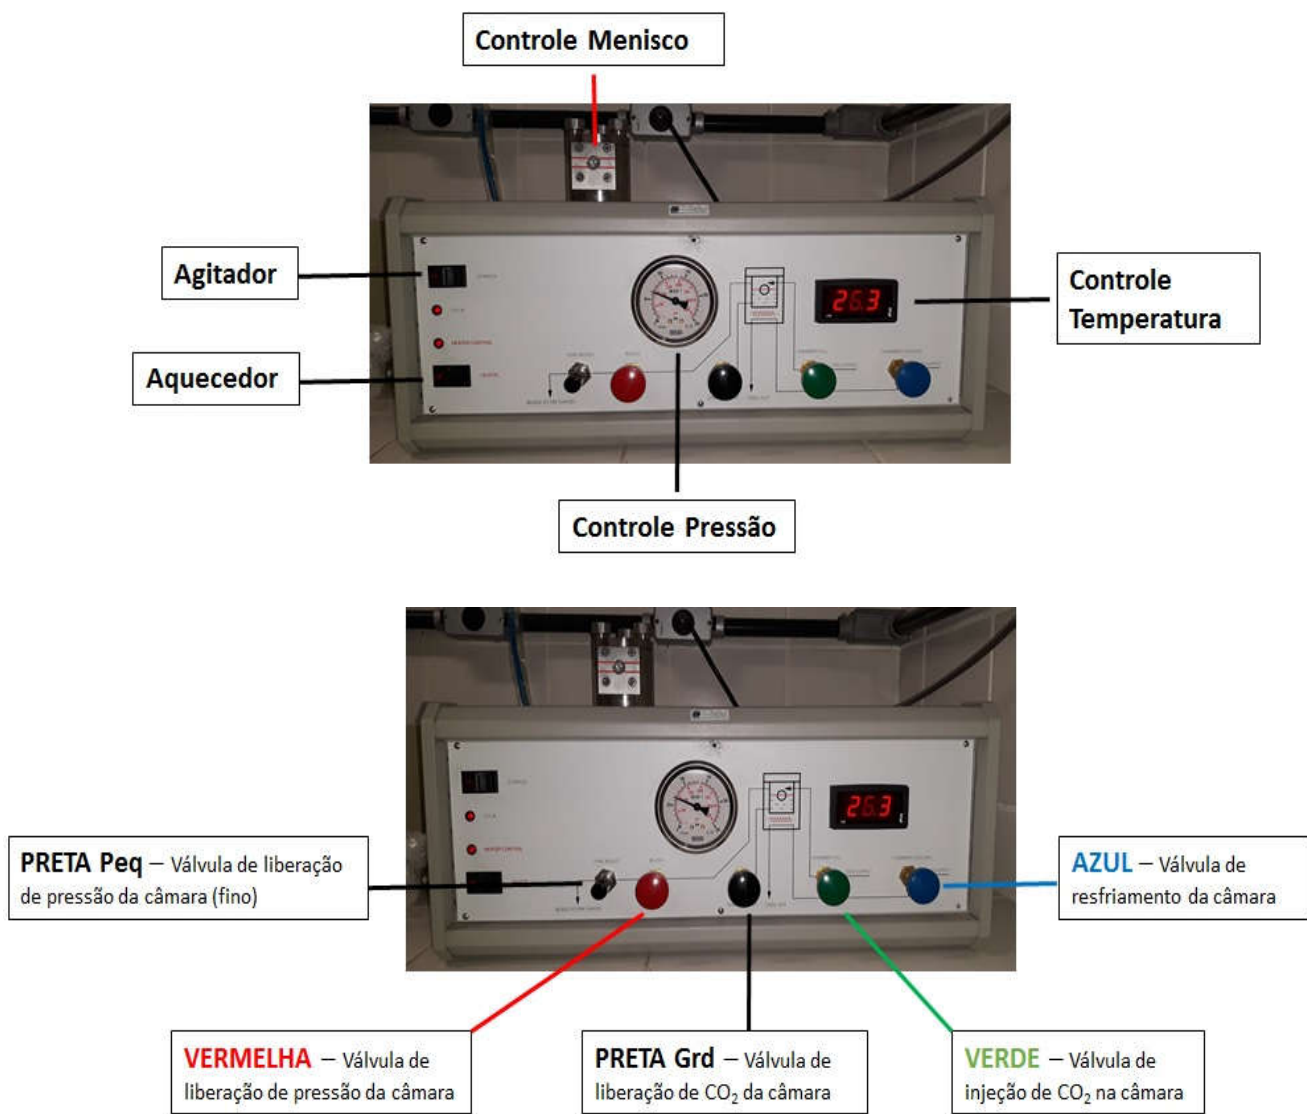 Controle Menisco
Agitador
Controle
Temperatura
26.3
Aquecedor
Controle Pressão
26.3
PRETA Peq – Válvula de liberação
de pressão da câmara (fino)
AZUL – Válvula de
resfriamento da câmara
VERMELHA – Válvula de
liberação de pressão da câmara
PRETA Grd – Válvula de
liberação de CO₂ da câmara
VERDE – Válvula de
injeção de CO₂ na câmara